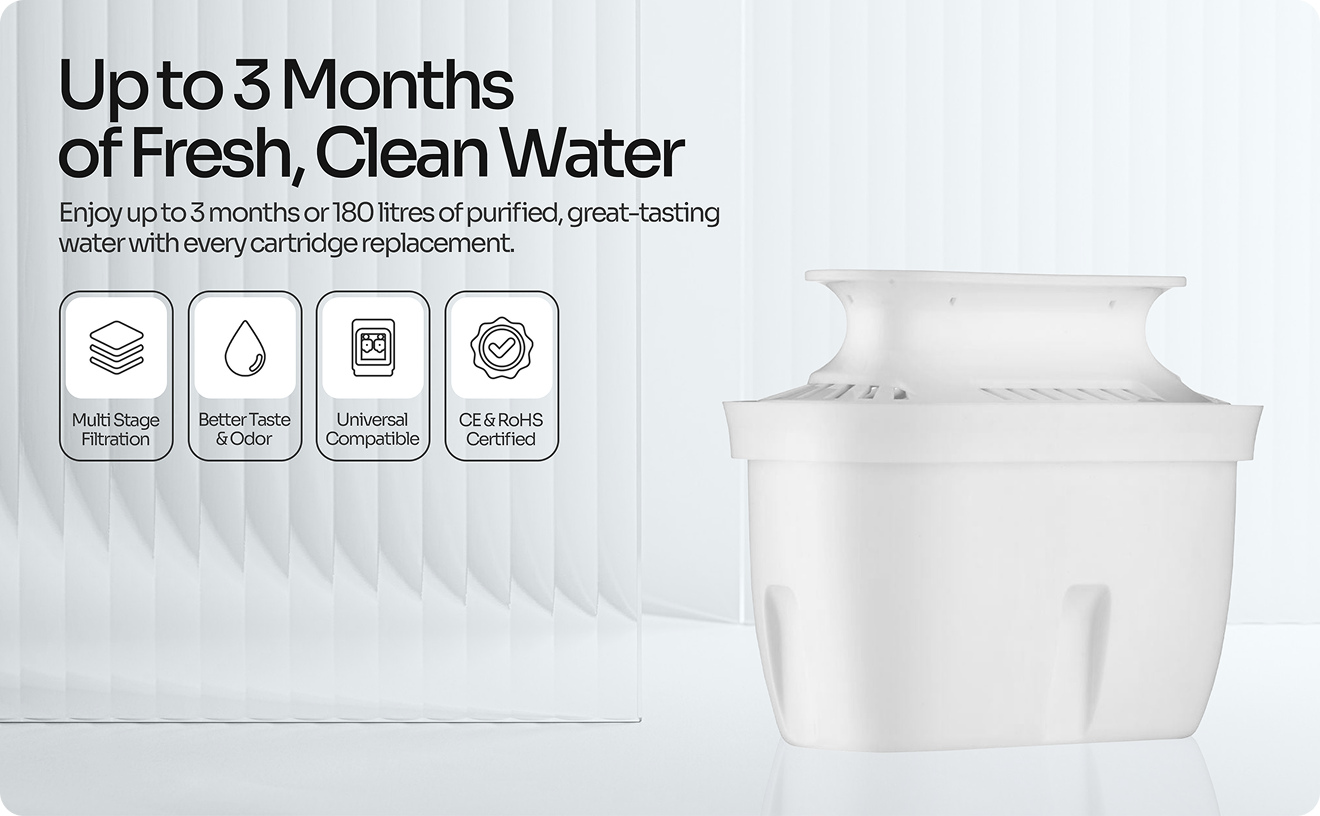 Up to 3 Months
of Fresh, Clean Water
Enjoy up to 3 months or 180 litres of purified, great-tasting
water with every cartridge replacement.
Multi Stage
Filtration
Better Taste
& Odor
Universal
Compatible
CE & RoHS
Certified